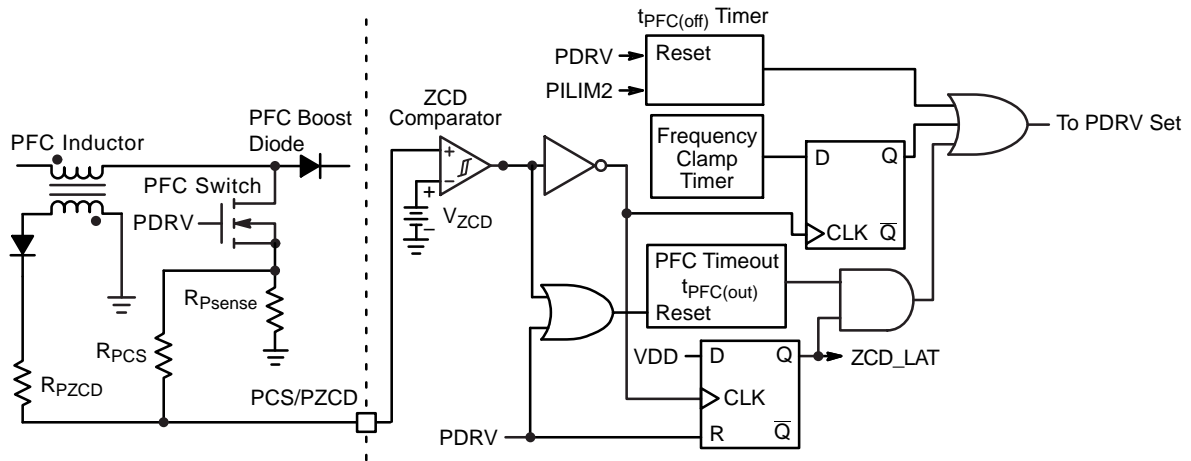 tPFC(off) Timer
PDRV
Reset
PILIM2
ZCD
Comparator
PFC Boost
Diode
PFC Inductor
To PDRV Set
Frequency
Clamp
Timer
D
Q
PFC Switch
PDRV
+
−
+
−
VZCD
CLK
Q
PFC Timeout
tPFC(out)
Reset
RPsense
RPCS
VDD
D
Q
ZCD_LAT
RPZCD
PCS/PZCD
CLK
PDRV
R
Q